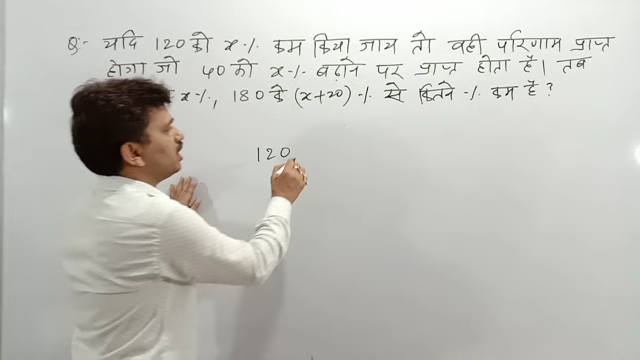 Q:- यदि 120 को x % कम किया जाय तो वही परिणाम प्राप्त
होगा जो 40 को x % बढ़ाने पर प्राप्त होता है। तब
x %, 180 के (x+20) % से कितने % कम है?
120